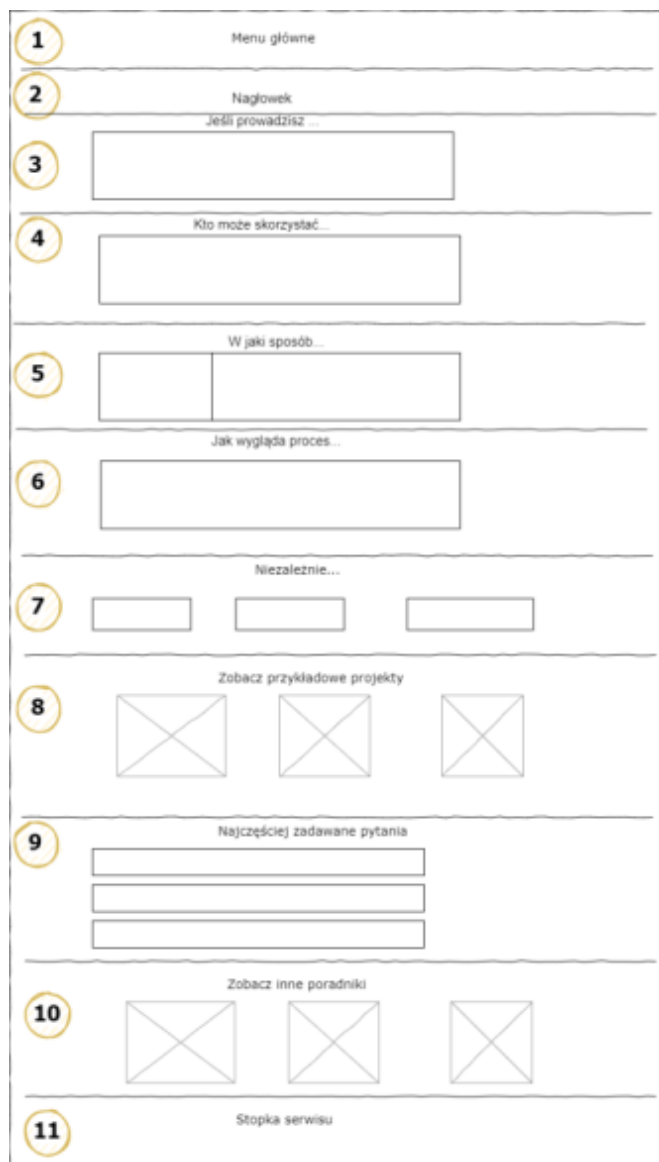 1
Menu główne
2
Nagłowek
Jeśli prowadzisz ...
3
Kto może skorzystać...
4
W jaki sposób...
5
Jak wygląda proces...
6
Niezależnie...
7
Zobacz przykładowe projekty
8
Najczęściej zadawane pytania
9
Zobacz inne poradniki
10
Stopka serwisu
11